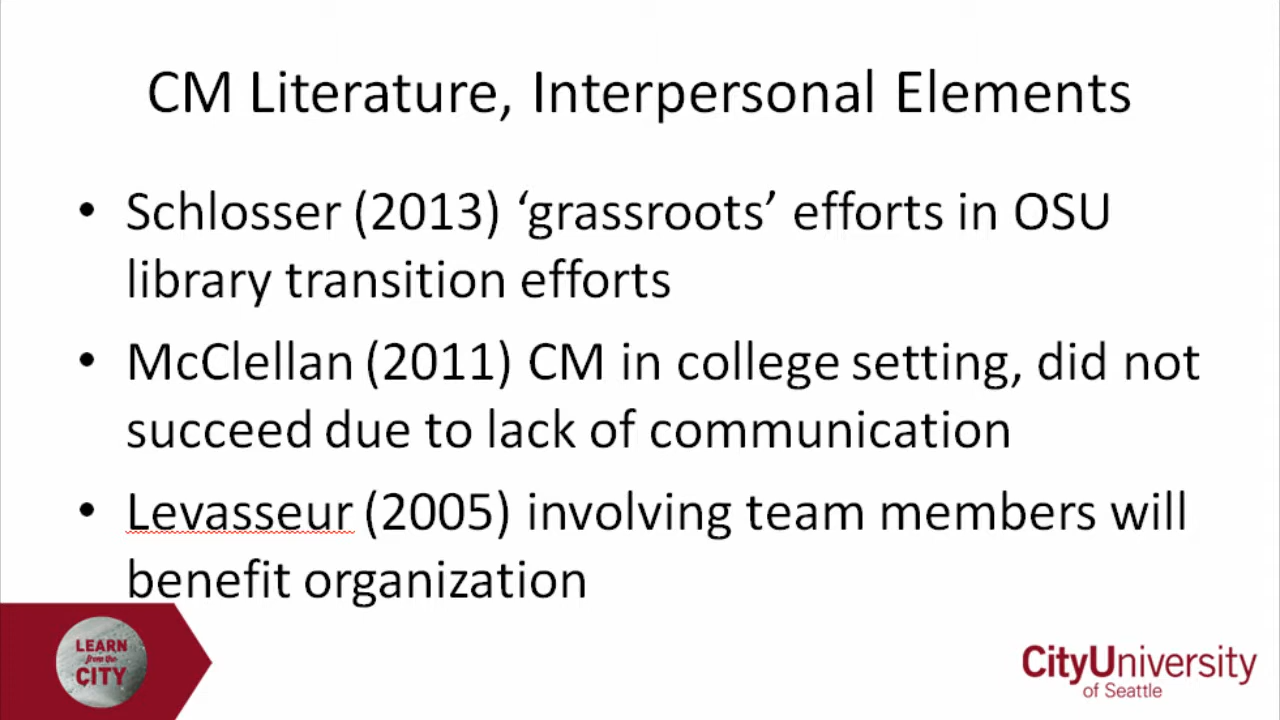 CM Literature, Interpersonal Elements
• Schlosser (2013) ‘grassroots’ efforts in OSU
library transition efforts
• McClellan (2011) CM in college setting, did not
succeed due to lack of communication
• Levasseur (2005) involving team members will
benefit organization
LEARN
from the
CITY
CityUniversity
of Seattle